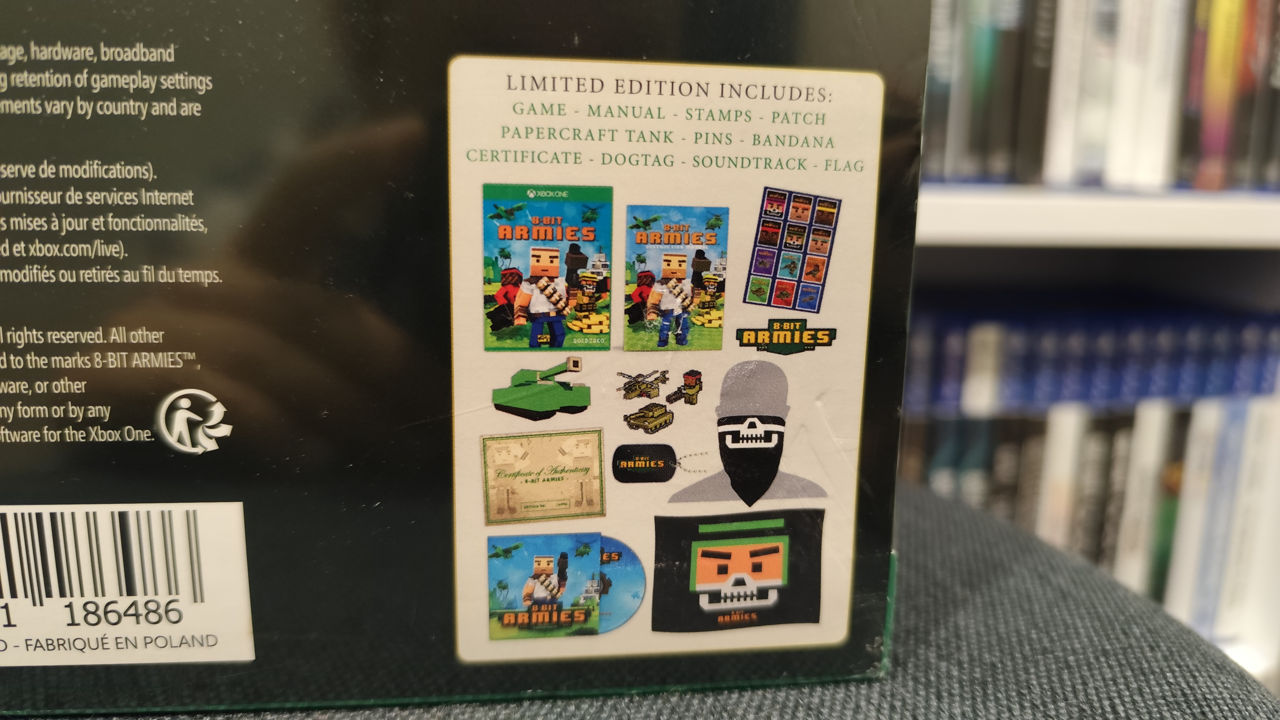 age, hardware, broadband
g retention of gameplay settings
ements vary by country and are
eserve de modifications).
ournisseur de services Internet
s mises à jour et fonctionnalités,
ed et xbox.com/live).
modifiés ou retirés au fil du temps.
l rights reserved. All other
d to the marks 8-BIT ARMIES™,
ware, or other
ny form or by any
oftware for the Xbox One.
1 186486
D - FABRIQUÉ EN POLAND
LIMITED EDITION INCLUDES:
GAME - MANUAL - STAMPS - PATCH
PAPERCRAFT TANK - PINS - BANDANA
CERTIFICATE - DOGTAG - SOUNDTRACK - FLAG
XBOX ONE
8-BIT
ARMIES
SOEDESCO
8-BIT
ARMIES
8-BIT
ARMIES
Certificate of Authenticity
- 8-BIT ARMIES -
8-BIT
ARMIES
8-BIT
ARMIES
8-BIT
ARMIES